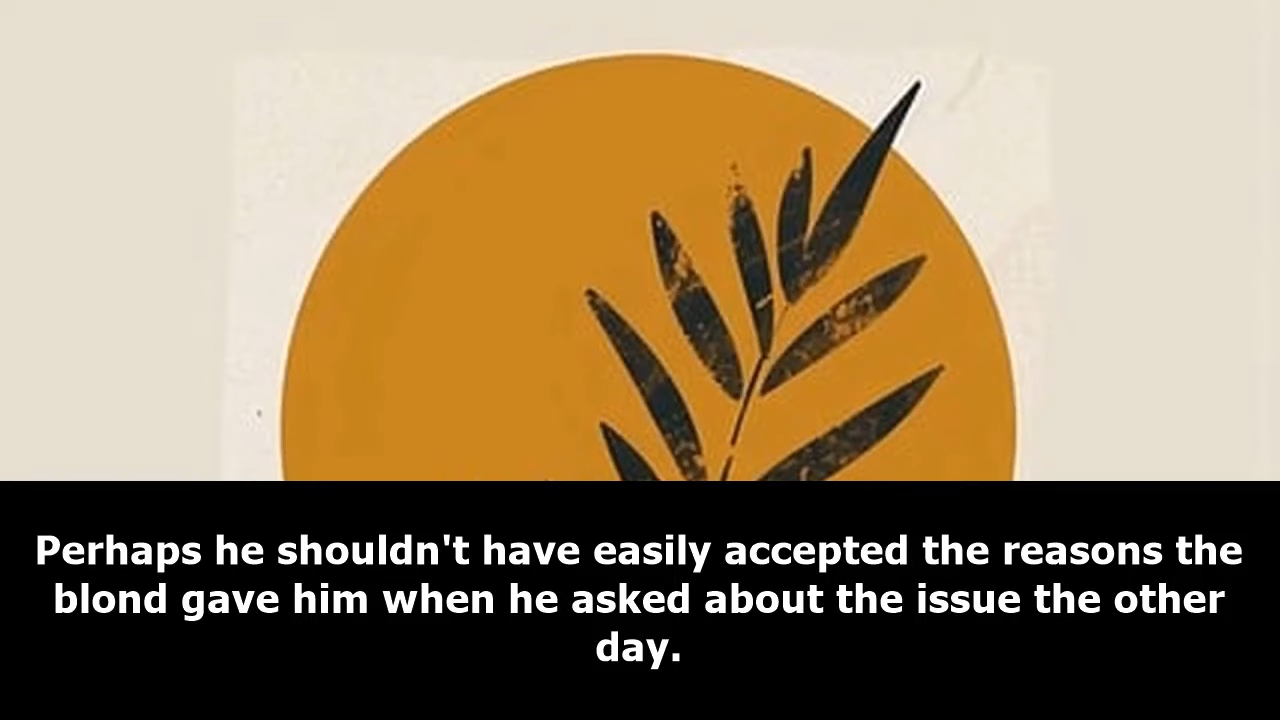 Perhaps he shouldn't have easily accepted the reasons the
blond gave him when he asked about the issue the other
day.